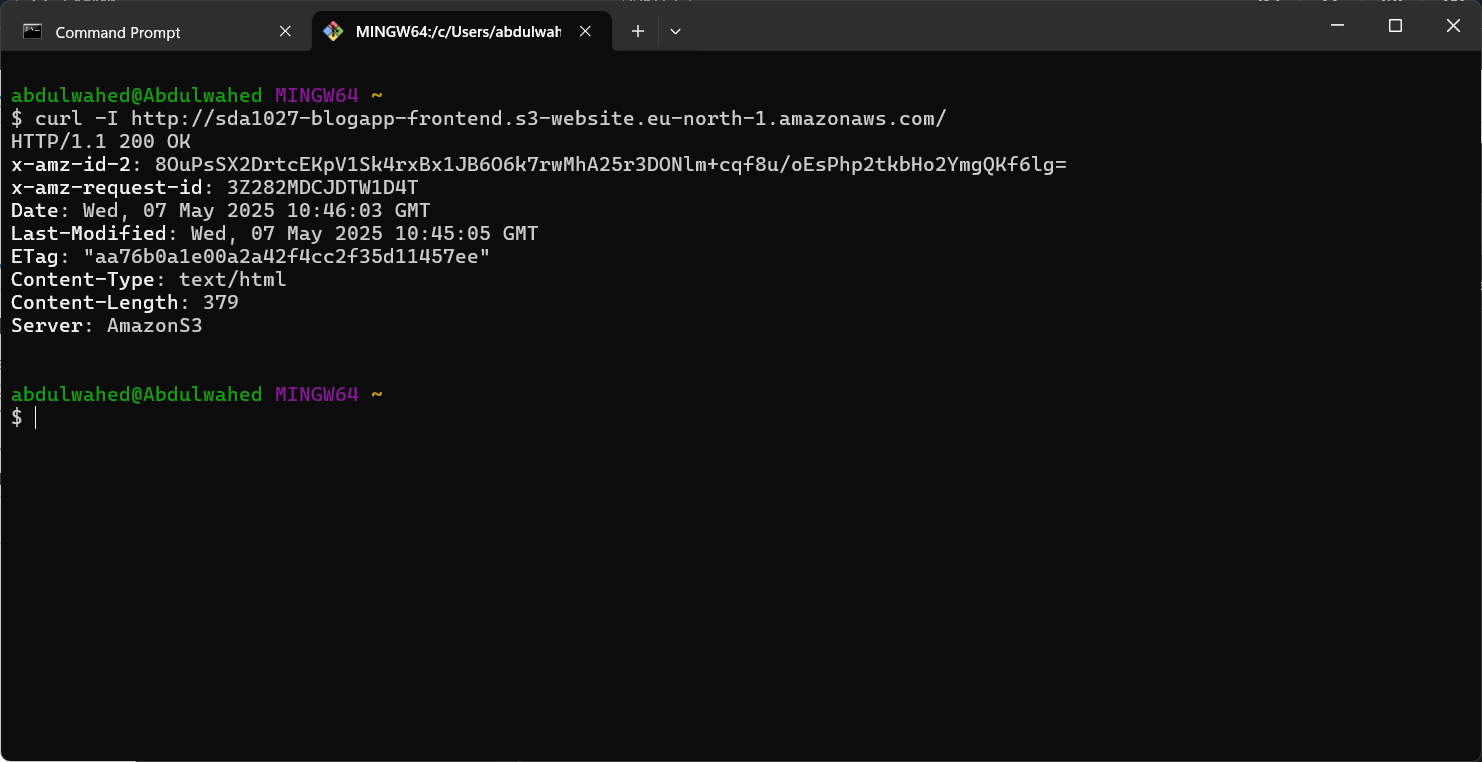 Command Prompt
MINGW64:/c/Users/abdulwah
abdulwahed@Abdulwahed MINGW64 ~
$ curl -I http://sda1027-blogapp-frontend.s3-website.eu-north-1.amazonaws.com/
HTTP/1.1 200 OK
x-amz-id-2: 8OuPsSX2DrtcEKpV1Sk4rxBx1JB6O6k7rwMhA25r3DONlm+cqf8u/oEsPhp2tkbHo2YmgQKf6lg=
x-amz-request-id: 3Z282MDCJDTW1D4T
Date: Wed, 07 May 2025 10:46:03 GMT
Last-Modified: Wed, 07 May 2025 10:45:05 GMT
ETag: "aa76b0a1e00a2a42f4cc2f35d11457ee"
Content-Type: text/html
Content-Length: 379
Server: AmazonS3
abdulwahed@Abdulwahed MINGW64 ~
$